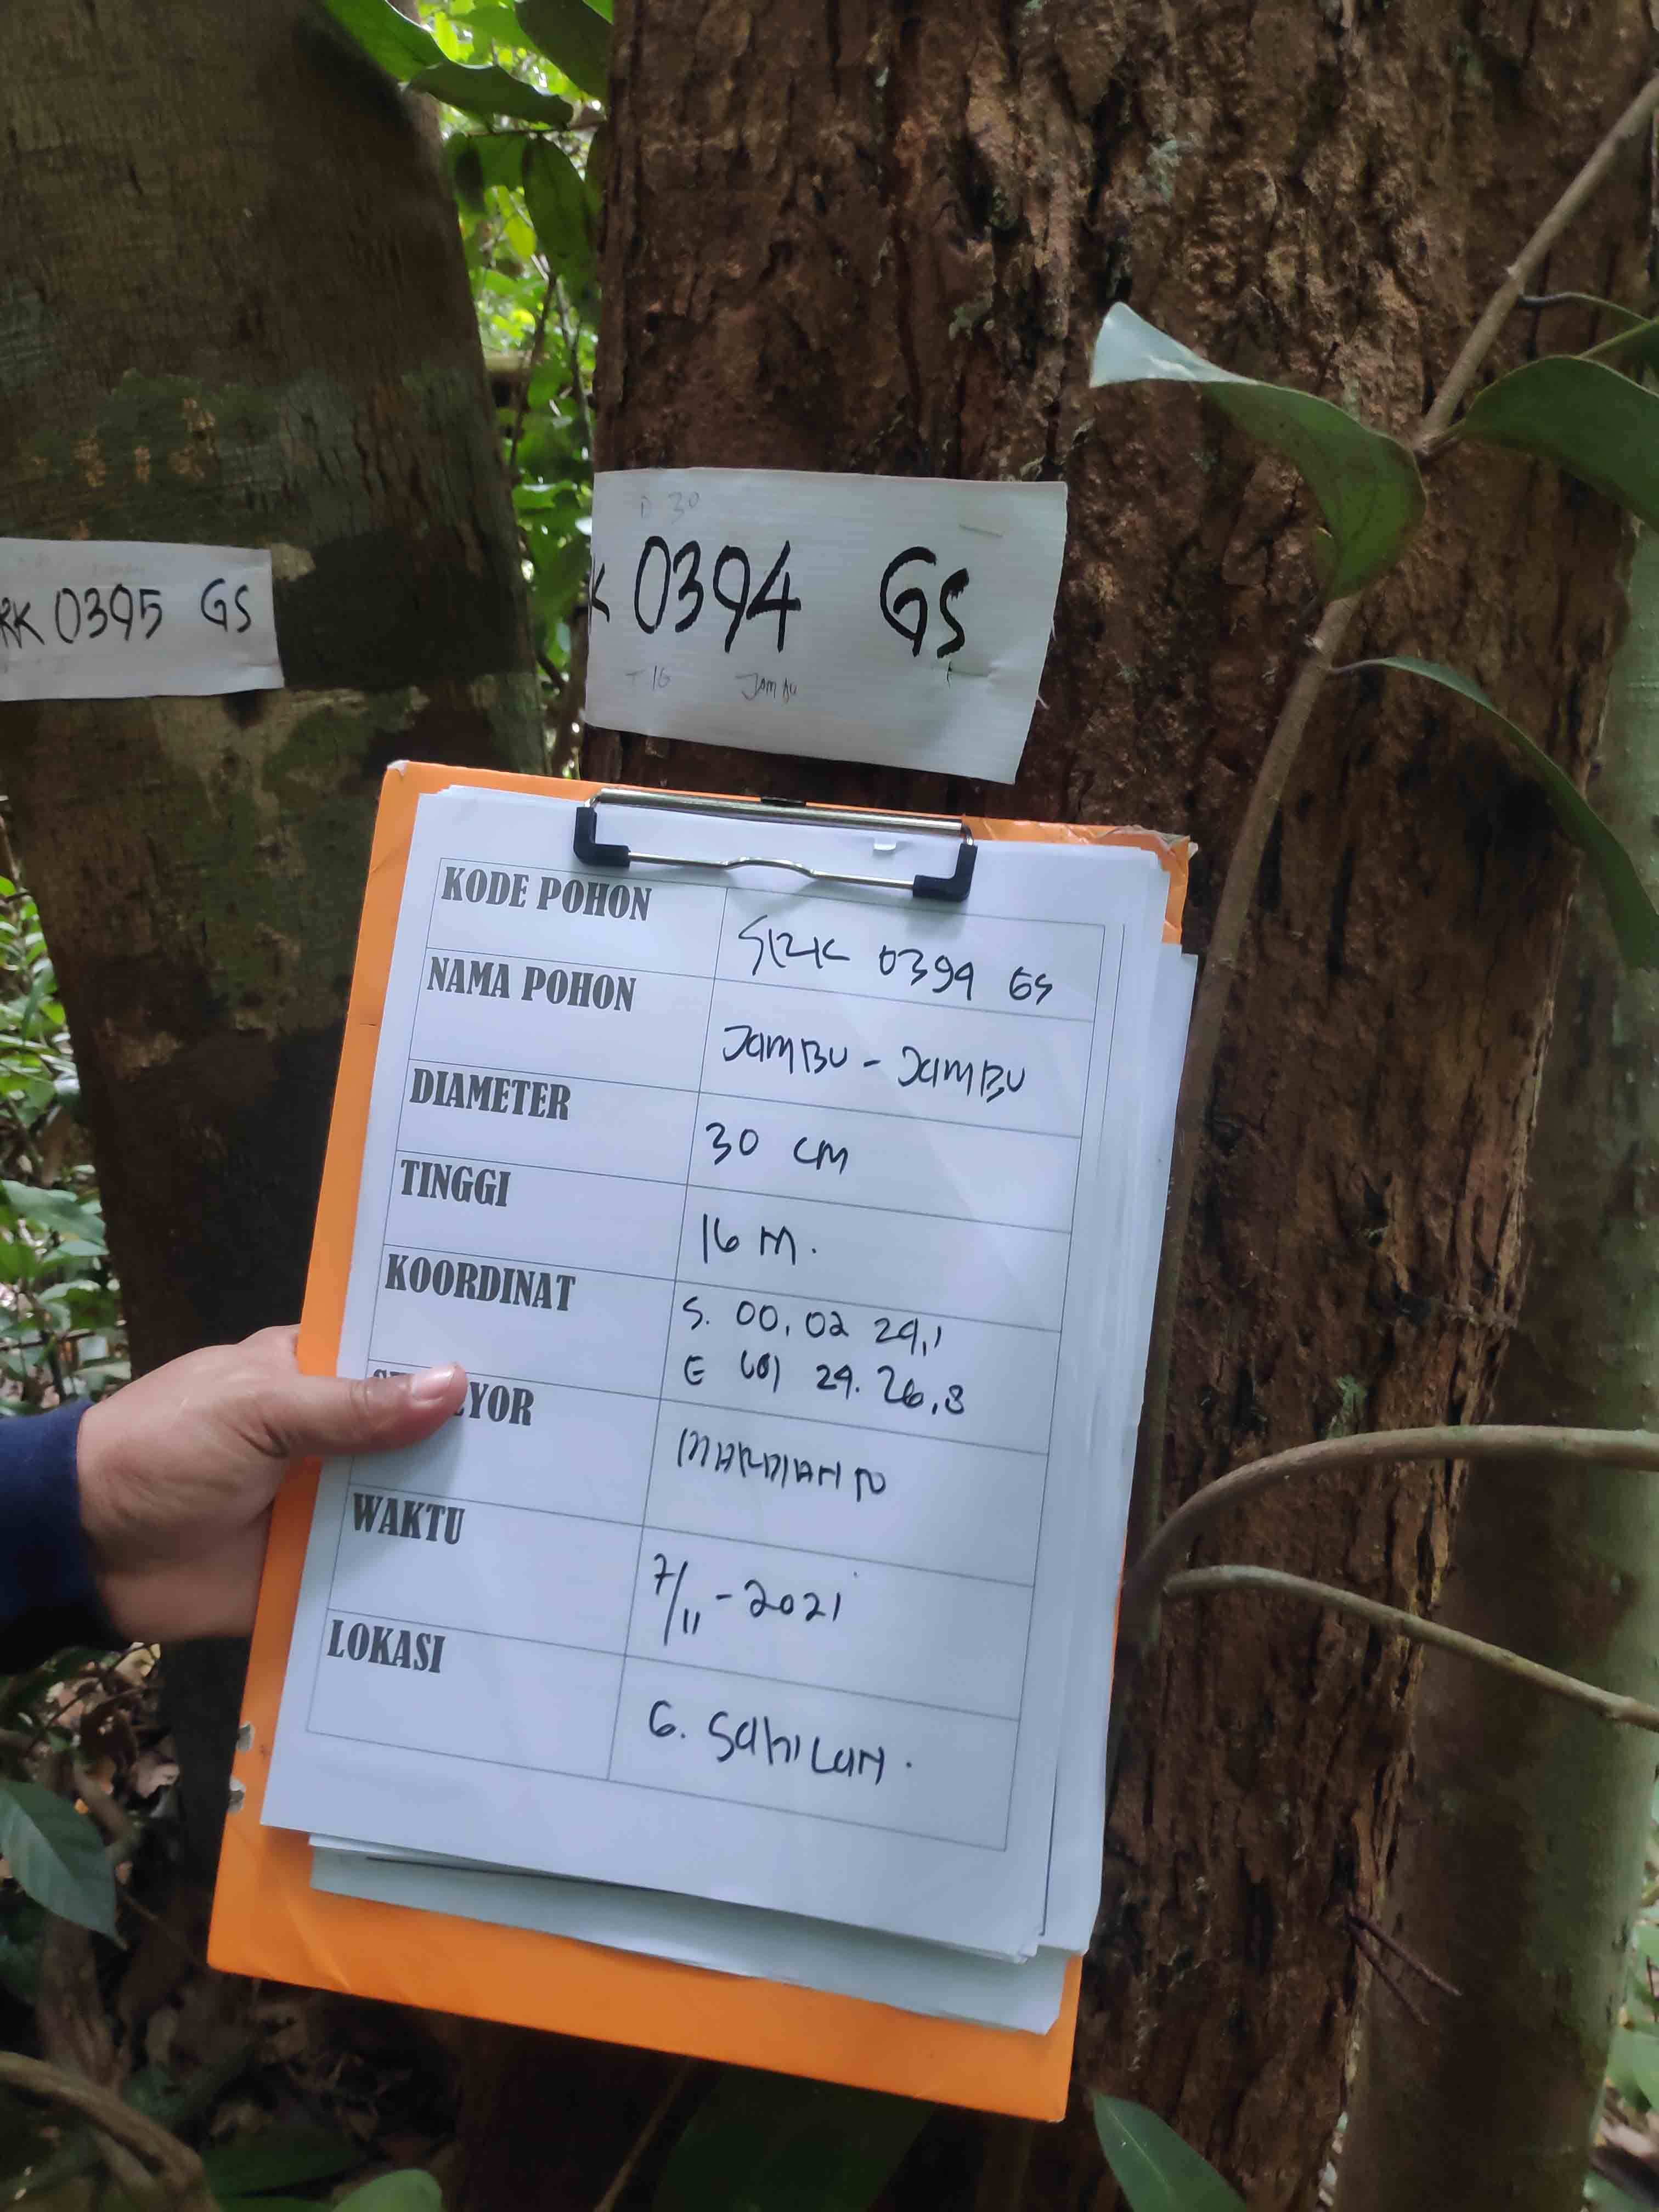 RK 0395 GS
D 30
K 0394 GS
T 16 Jambu
KODE POHON SRK 0394 GS
NAMA POHON JAMBU - JAMBU
DIAMETER 30 CM
TINGGI 16 M.
KOORDINAT S. 00, 02 29,1
E 101 29. 26,8
YOR MARDIANTO
WAKTU 7/11 - 2021
LOKASI G. SAHILAN.